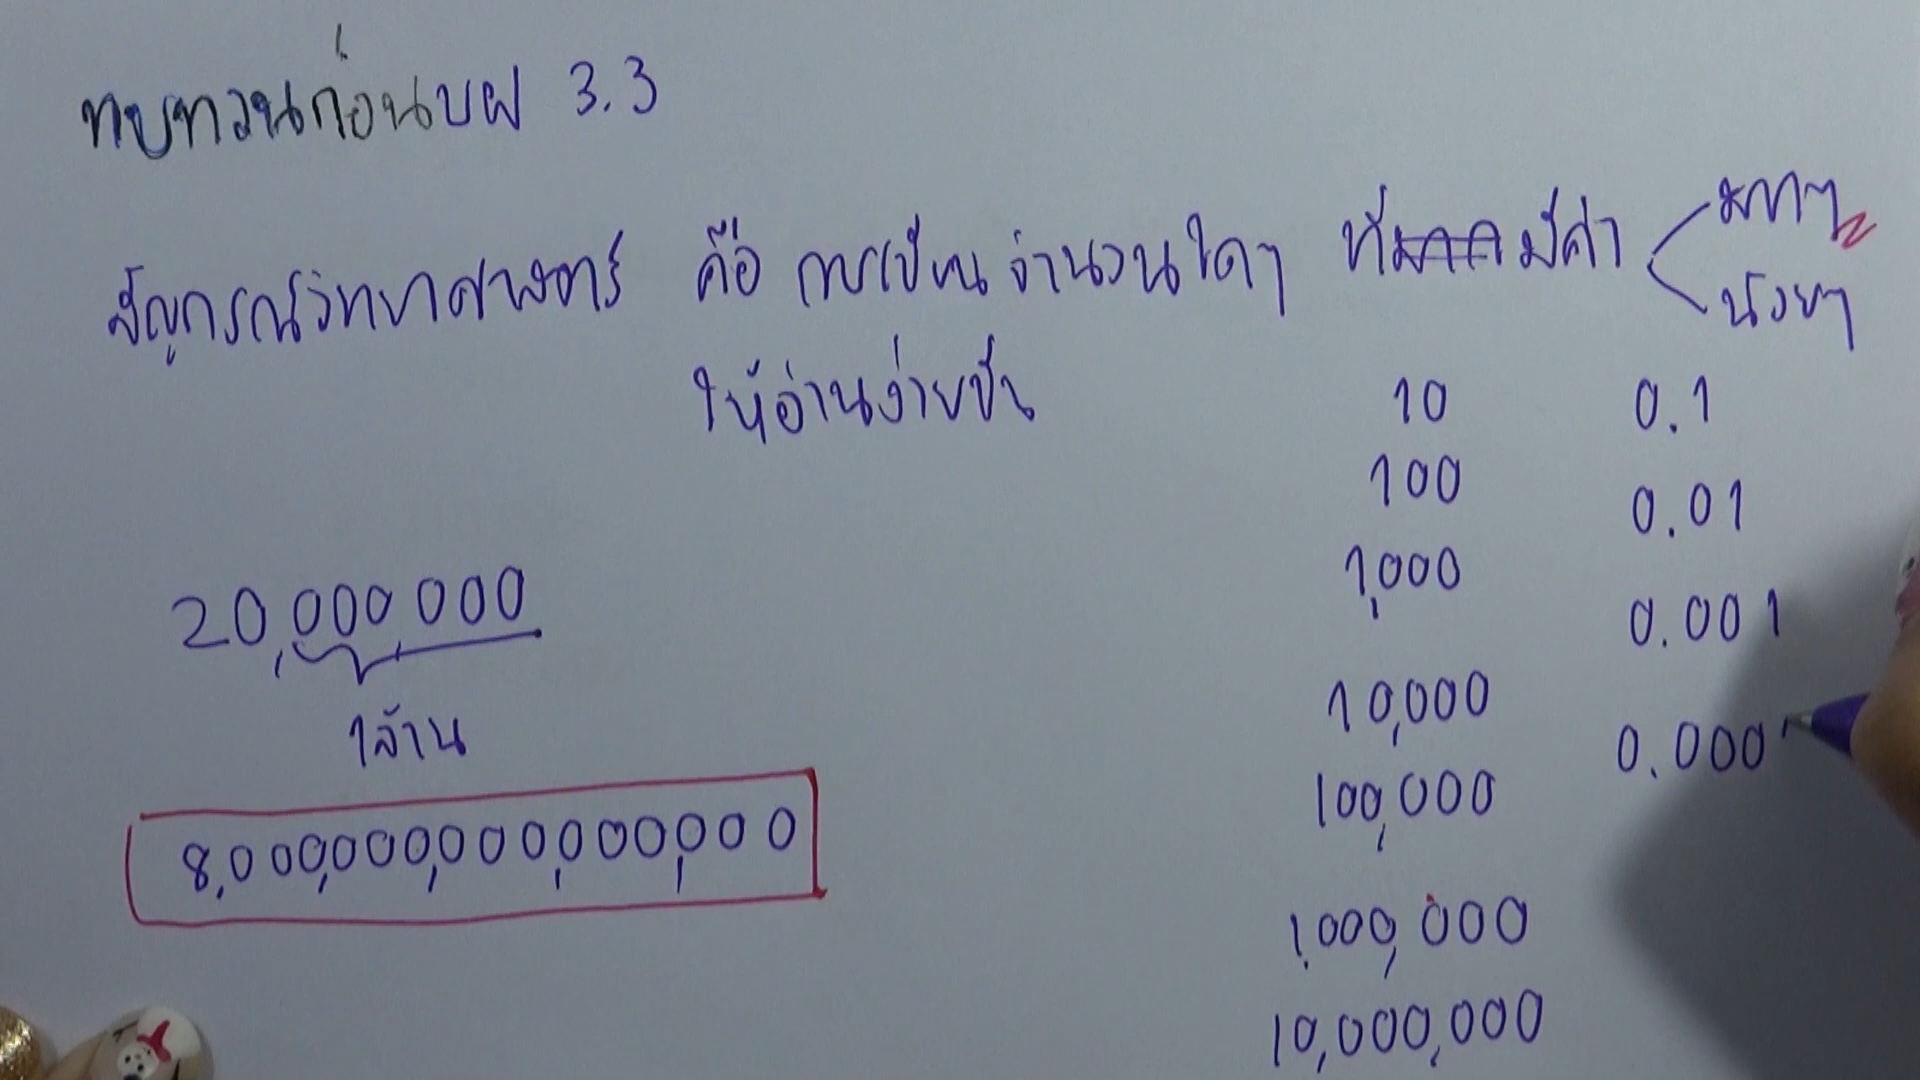 ทบทวนก่อนบฝ 3.3
สัญกรณ์วิทยาศาสตร์ คือ การเขียนจำนวนใดๆ ที่มาก มีค่า
มากๆ
น้อยๆ
ให้อ่านง่ายขึ้น
10 0.1
100 0.01
1,000 0.001
20,000,000
1ล้าน
10,000 0.000
8,000,000,000,000,000
100,000
1,000,000
10,000,000